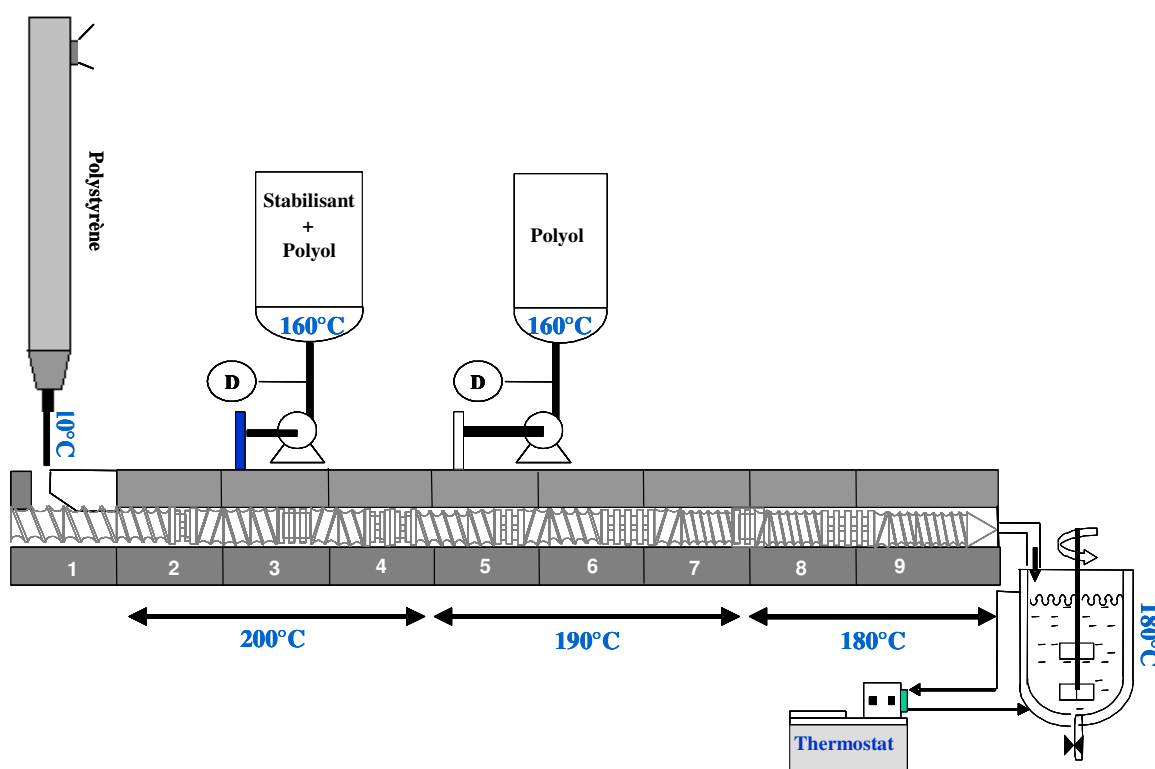 Polystyrène
Stabilisant
+
Polyol
160°C
Polyol
160°C
D
D
10°C
1
2
3
4
5
6
7
8
9
200°C
190°C
180°C
180°C
Thermostat